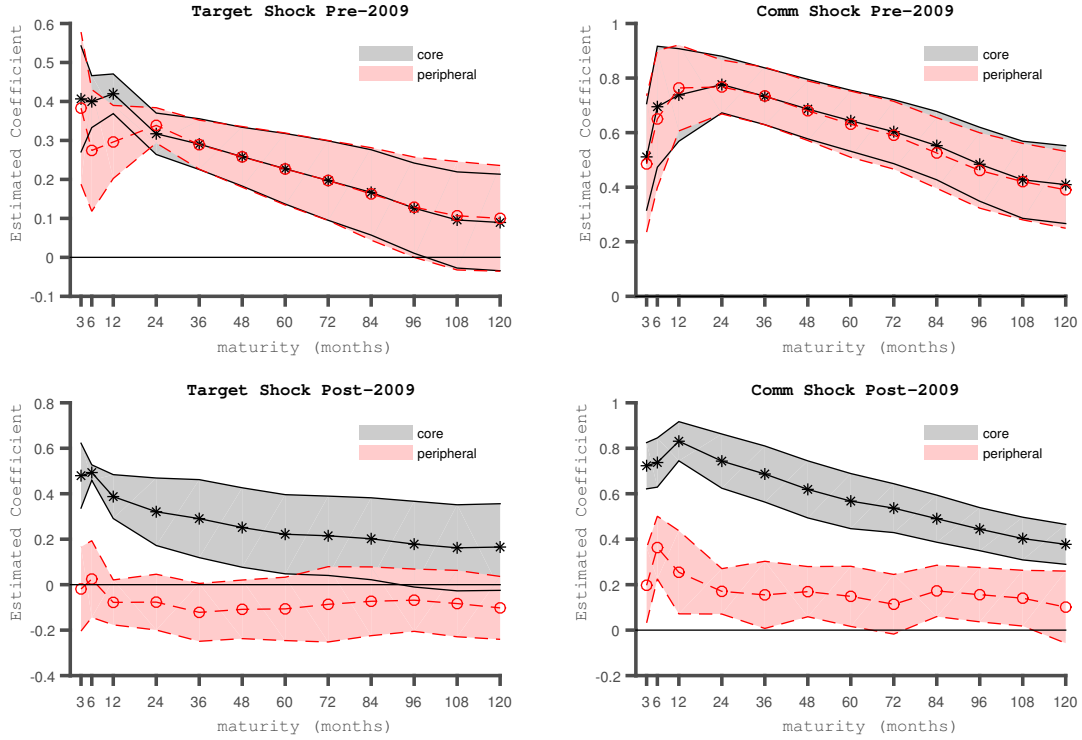 Target Shock Pre-2009
Estimated Coefficient
0.6
0.5
0.4
0.3
0.2
0.1
0
-0.1
core
peripheral
3 6 12 24 36 48 60 72 84 96 108 120
maturity (months)
Comm Shock Pre-2009
Estimated Coefficient
1
0.8
0.6
0.4
0.2
0
core
peripheral
3 6 12 24 36 48 60 72 84 96 108 120
maturity (months)
Target Shock Post-2009
Estimated Coefficient
0.8
0.6
0.4
0.2
0
-0.2
-0.4
core
peripheral
3 6 12 24 36 48 60 72 84 96 108 120
maturity (months)
Comm Shock Post-2009
Estimated Coefficient
1
0.8
0.6
0.4
0.2
0
-0.2
core
peripheral
3 6 12 24 36 48 60 72 84 96 108 120
maturity (months)